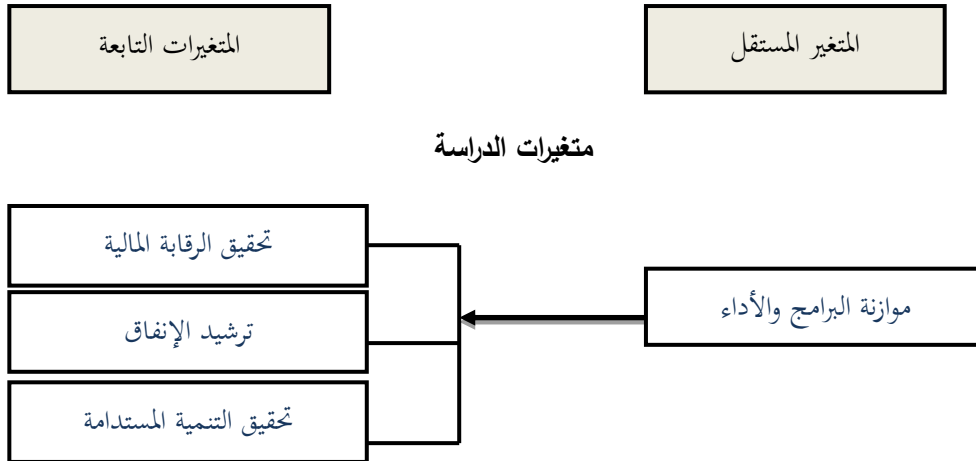 المتغير المستقل
المتغيرات التابعة
متغيرات الدراسة
موازنة البرامج والأداء
تحقيق الرقابة المالية
ترشيد الإنفاق
تحقيق التنمية المستدامة